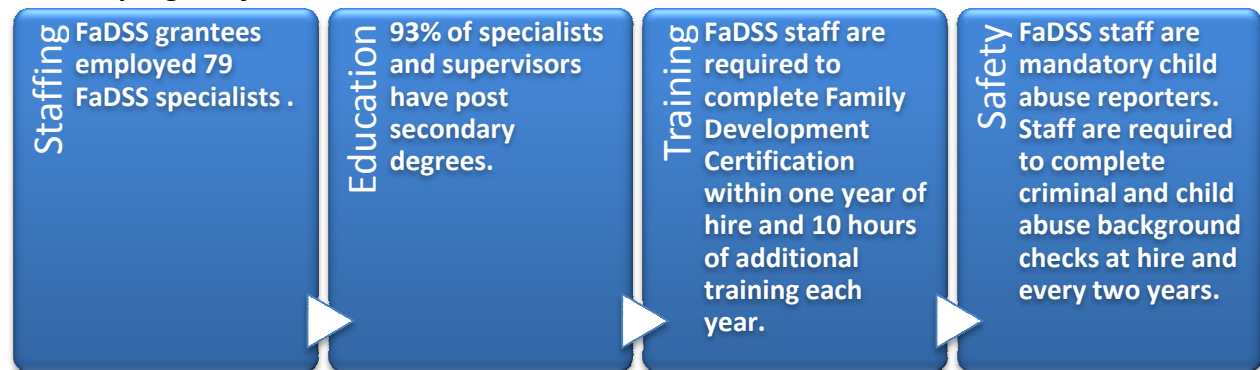 Staffing
FaDSS grantees
employed 79
FaDSS specialists .
Education
93% of specialists
and supervisors
have post
secondary
degrees.
Training
FaDSS staff are
required to
complete Family
Development
Certification
within one year of
hire and 10 hours
of additional
training each
year.
Safety
FaDSS staff are
mandatory child
abuse reporters.
Staff are required
to complete
criminal and child
abuse background
checks at hire and
every two years.